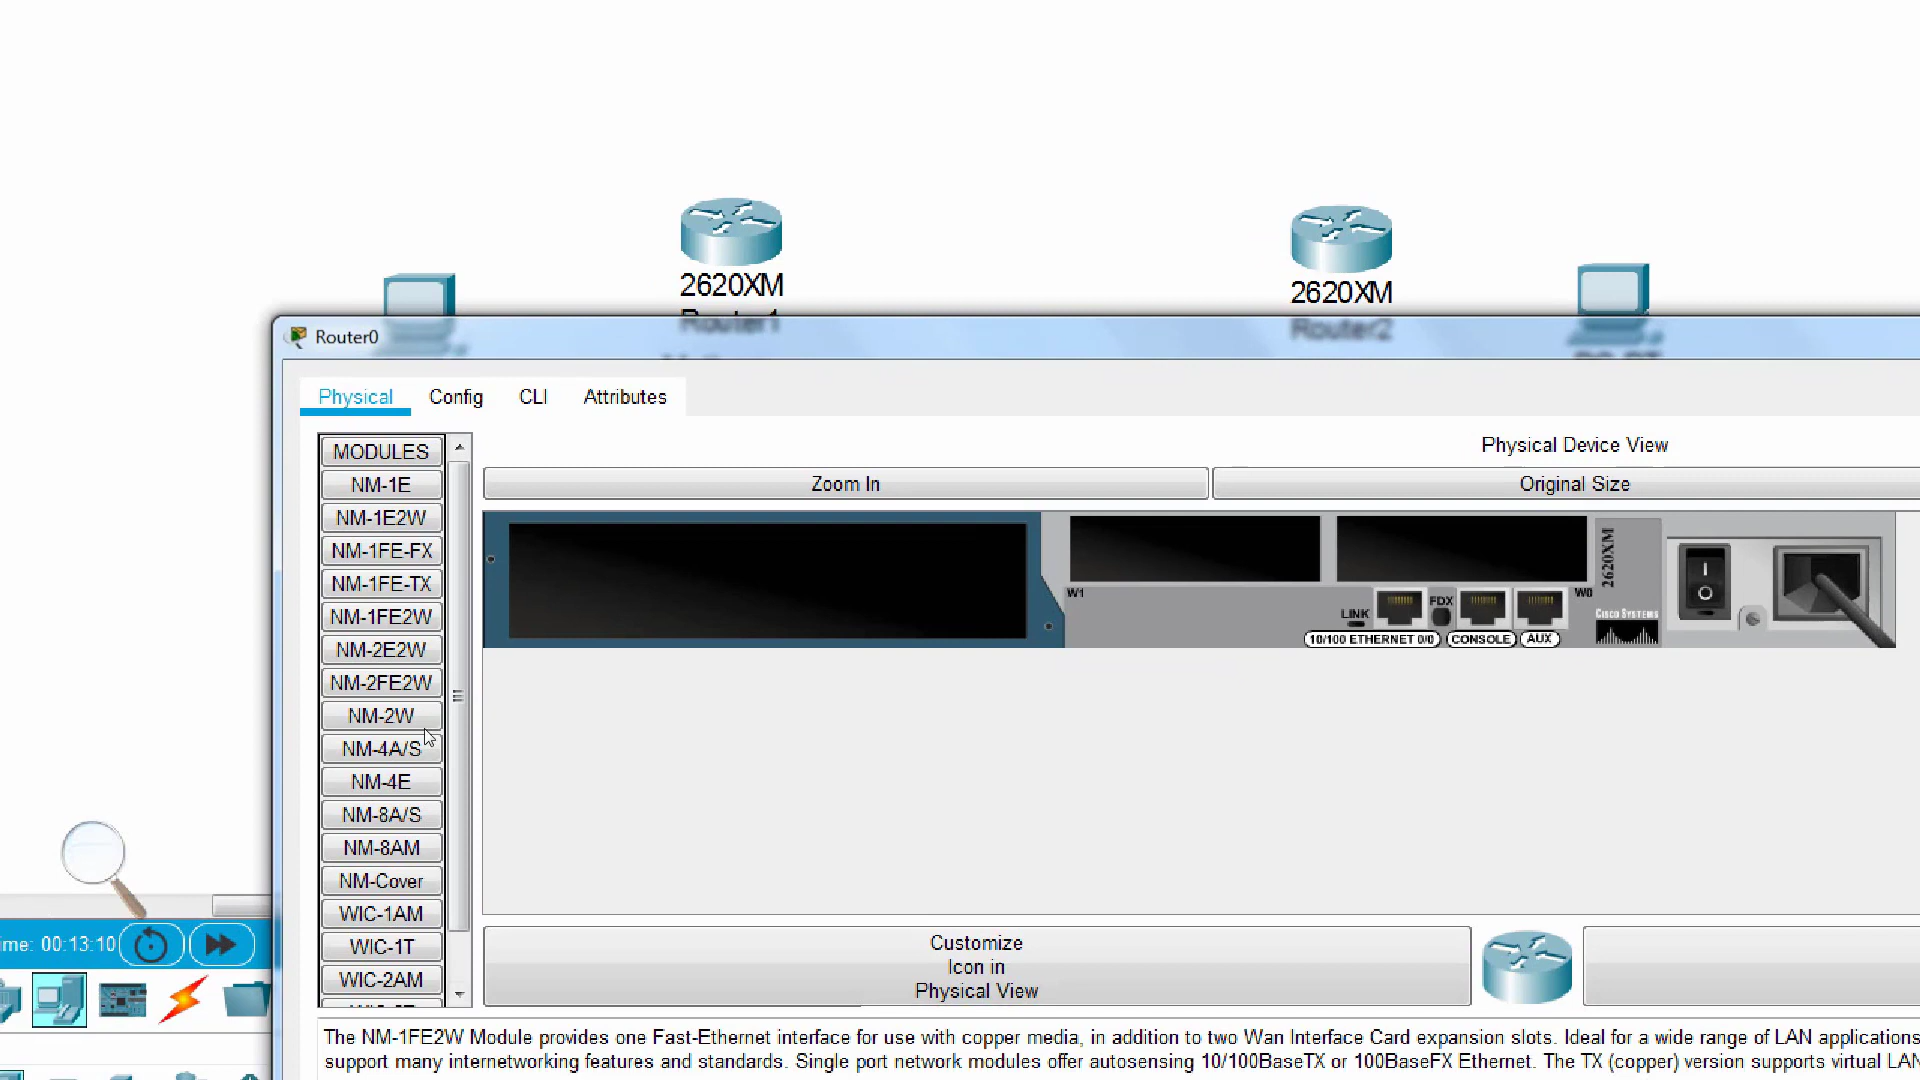 2620XM
Router1
2620XM
Router2
Router0
Physical
Config
CLI
Attributes
MODULES
NM-1E
NM-1E2W
NM-1FE-FX
NM-1FE-TX
NM-1FE2W
NM-2E2W
NM-2FE2W
NM-2W
NM-4A/S
NM-4E
NM-8A/S
NM-8AM
NM-Cover
WIC-1AM
WIC-1T
WIC-2AM
Physical Device View
Zoom In
Original Size
W1
LINK
FDX
W0
10/100 ETHERNET 0/0
CONSOLE
AUX
2620XM
CISCO SYSTEMS
ime: 00:13:10
Customize
Icon in
Physical View
The NM-1FE2W Module provides one Fast-Ethernet interface for use with copper media, in addition to two Wan Interface Card expansion slots. Ideal for a wide range of LAN applications
support many internetworking features and standards. Single port network modules offer autosensing 10/100BaseTX or 100BaseFX Ethernet. The TX (copper) version supports virtual LAN